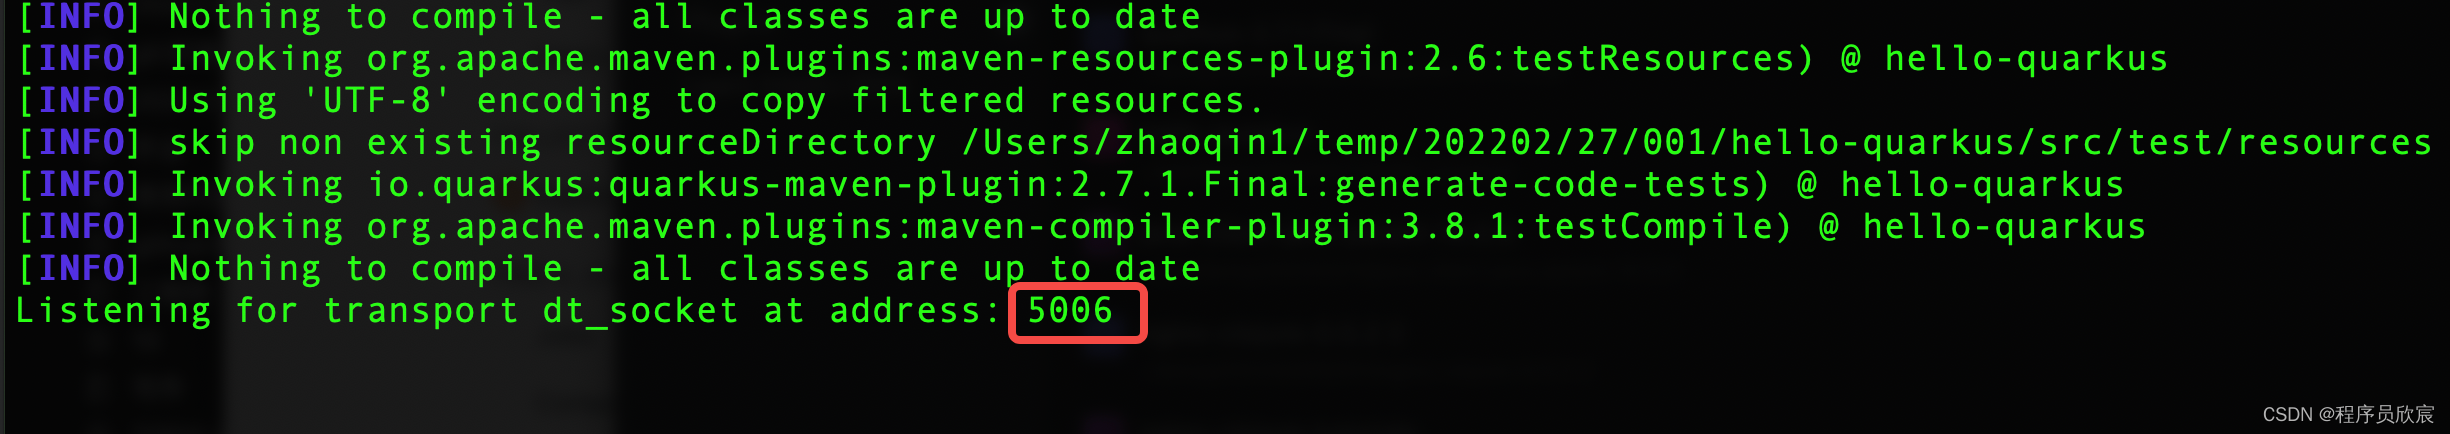 [INFO] Nothing to compile - all classes are up to date
[INFO] Invoking org.apache.maven.plugins:maven-resources-plugin:2.6:testResources) @ hello-quarkus
[INFO] Using 'UTF-8' encoding to copy filtered resources.
[INFO] skip non existing resourceDirectory /Users/zhaoqin1/temp/202202/27/001/hello-quarkus/src/test/resources
[INFO] Invoking io.quarkus:quarkus-maven-plugin:2.7.1.Final:generate-code-tests) @ hello-quarkus
[INFO] Invoking org.apache.maven.plugins:maven-compiler-plugin:3.8.1:testCompile) @ hello-quarkus
[INFO] Nothing to compile - all classes are up to date
Listening for transport dt_socket at address: 5006
CSDN @程序员欣宸